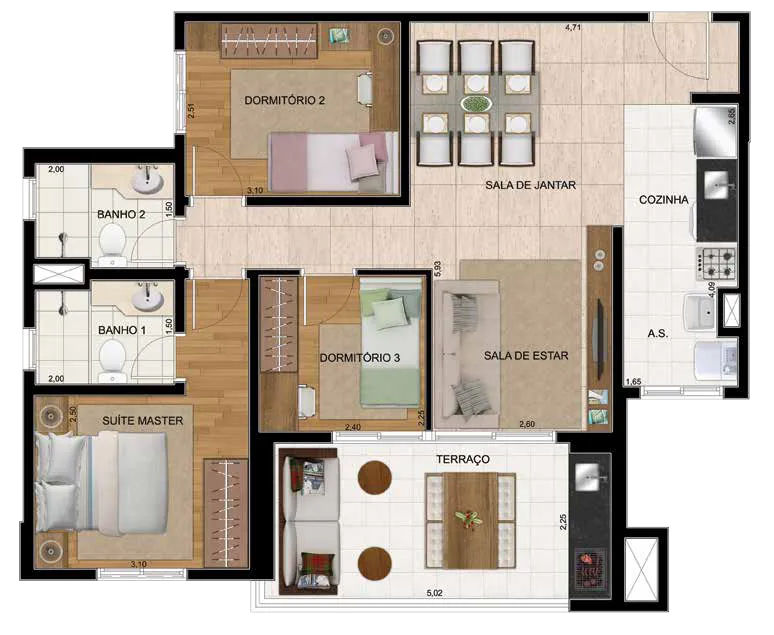 4,71
2,51
DORMITÓRIO 2
3,10
2,65
SALA DE JANTAR
COZINHA
2,00
BANHO 2
1,50
5,93
4,09
BANHO 1
1,50
2,00
DORMITÓRIO 3
2,40
2,25
SALA DE ESTAR
2,60
A.S.
1,65
2,50
SUÍTE MASTER
3,10
TERRAÇO
2,25
5,02